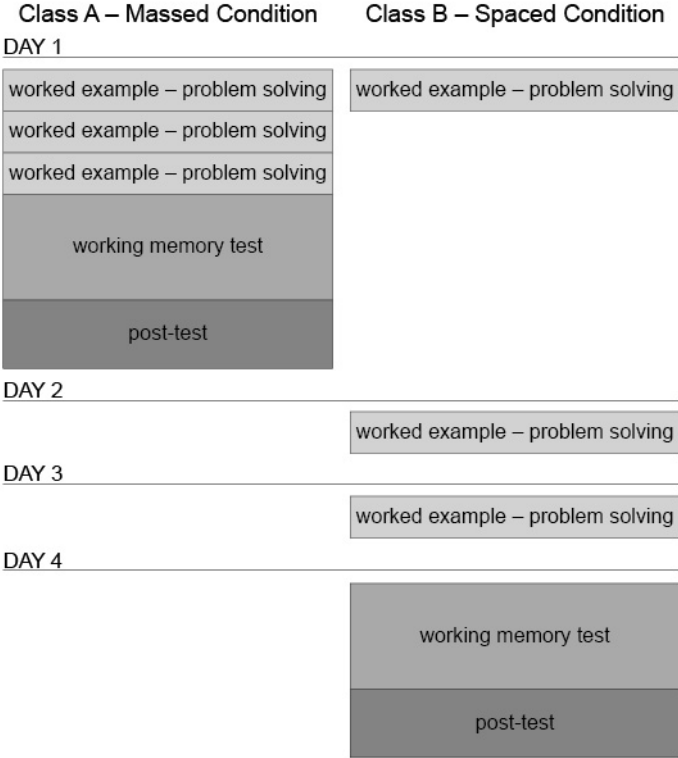 Class A – Massed Condition
Class B – Spaced Condition
DAY 1
worked example – problem solving
worked example – problem solving
worked example – problem solving
worked example – problem solving
working memory test
post-test
DAY 2
worked example – problem solving
DAY 3
worked example – problem solving
DAY 4
working memory test
post-test